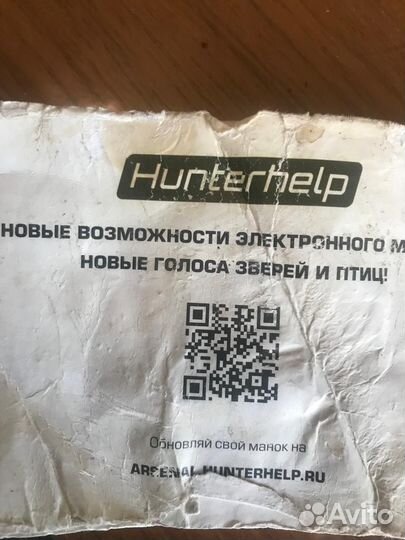 Hunterhelp
НОВЫЕ ВОЗМОЖНОСТИ ЭЛЕКТРОННОГО
НОВЫЕ ГОЛОСА ЗВЕРЕЙ И ПТИЦ!
Обновляй свой манок на
ARSENAL.HUNTERHELP.RU
Avito